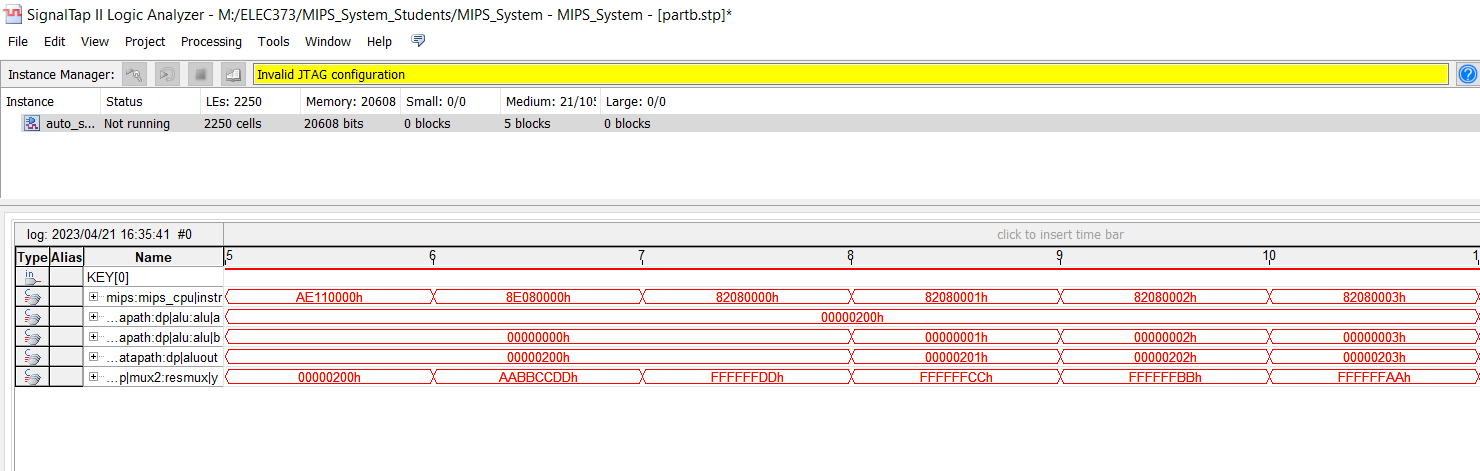 SignalTap II Logic Analyzer - M:/ELEC373/MIPS_System_Students/MIPS_System - MIPS_System - [partb.stp]*
File Edit View Project Processing Tools Window Help
Instance Manager: Invalid JTAG configuration
Instance Status LEs: 2250 Memory: 20608 Small: 0/0 Medium: 21/105 Large: 0/0
auto_s... Not running 2250 cells 20608 bits 0 blocks 5 blocks 0 blocks
log: 2023/04/21 16:35:41 #0 click to insert time bar
Type Alias Name 5 6 7 8 9 10 1
in KEY[0]
mips:mips_cpu|instr AE110000h 8E080000h 82080000h 82080001h 82080002h 82080003h
...apath:dp|alu:alu|a 00000200h
...apath:dp|alu:alu|b 00000000h 00000001h 00000002h 00000003h
...atapath:dp|aluout 00000200h 00000201h 00000202h 00000203h
...p|mux2:resmux|y 00000200h AABBCCDDh FFFFFFDDh FFFFFFCCh FFFFFFBBh FFFFFFAAh